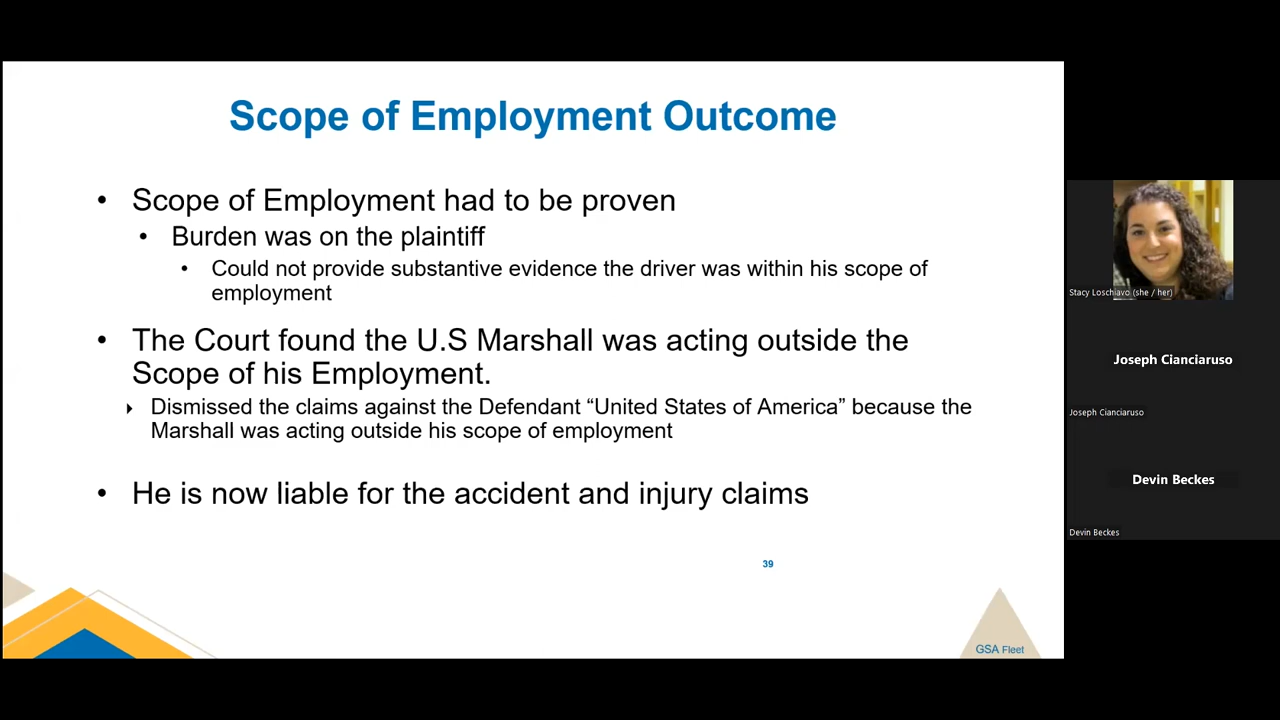 Scope of Employment Outcome
• Scope of Employment had to be proven
• Burden was on the plaintiff
• Could not provide substantive evidence the driver was within his scope of
employment
• The Court found the U.S Marshall was acting outside the
Scope of his Employment.
Dismissed the claims against the Defendant “United States of America” because the
Marshall was acting outside his scope of employment
• He is now liable for the accident and injury claims
39
GSA Fleet
Stacy Loschiavo (she / her)
Joseph Cianciaruso
Joseph Cianciaruso
Devin Beckes
Devin Beckes